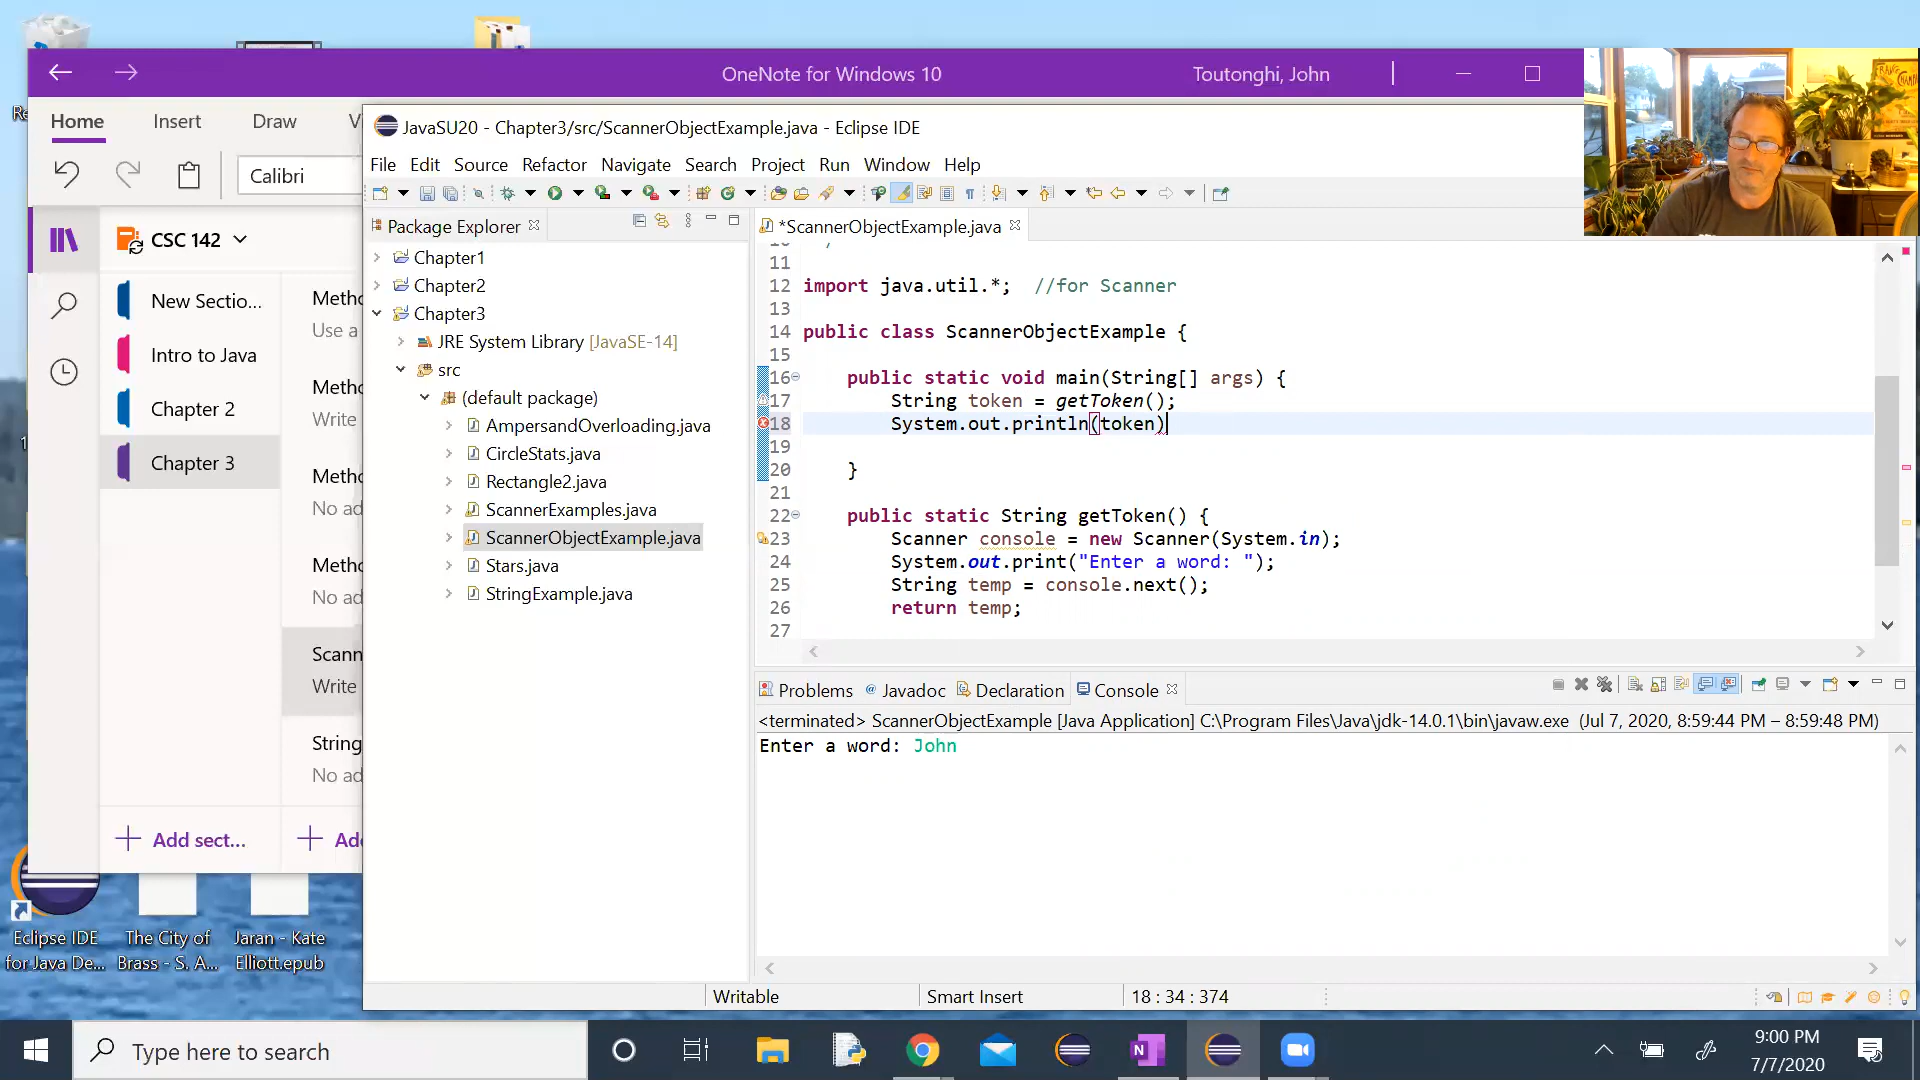 OneNote for Windows 10
Toutonghi, John
Home
Insert
Draw
V
Calibri
CSC 142
New Sectio...
Intro to Java
Chapter 2
Chapter 3
Metho
Use a
Metho
Write
Metho
No ad
Metho
No ad
Scann
Write
String
No ad
Add sect...
Ad
JavaSU20 - Chapter3/src/ScannerObjectExample.java - Eclipse IDE
File Edit Source Refactor Navigate Search Project Run Window Help
Package Explorer
Chapter1
Chapter2
Chapter3
JRE System Library [JavaSE-14]
src
(default package)
AmpersandOverloading.java
CircleStats.java
Rectangle2.java
ScannerExamples.java
ScannerObjectExample.java
Stars.java
StringExample.java
*ScannerObjectExample.java
11
12 import java.util.*;  //for Scanner
13
14 public class ScannerObjectExample {
15
16 public static void main(String[] args) {
17 String token = getToken();
18 System.out.println(token)
19
20 }
21
22 public static String getToken() {
23 Scanner console = new Scanner(System.in);
24 System.out.print("Enter a word: ");
25 String temp = console.next();
26 return temp;
27
Problems Javadoc Declaration Console
<terminated> ScannerObjectExample [Java Application] C:\Program Files\Java\jdk-14.0.1\bin\javaw.exe (Jul 7, 2020, 8:59:44 PM – 8:59:48 PM)
Enter a word: John
Writable
Smart Insert
18 : 34 : 374
Eclipse IDE
for Java De...
The City of
Brass - S. A...
Jaran - Kate
Elliott.epub
Type here to search
9:00 PM
7/7/2020